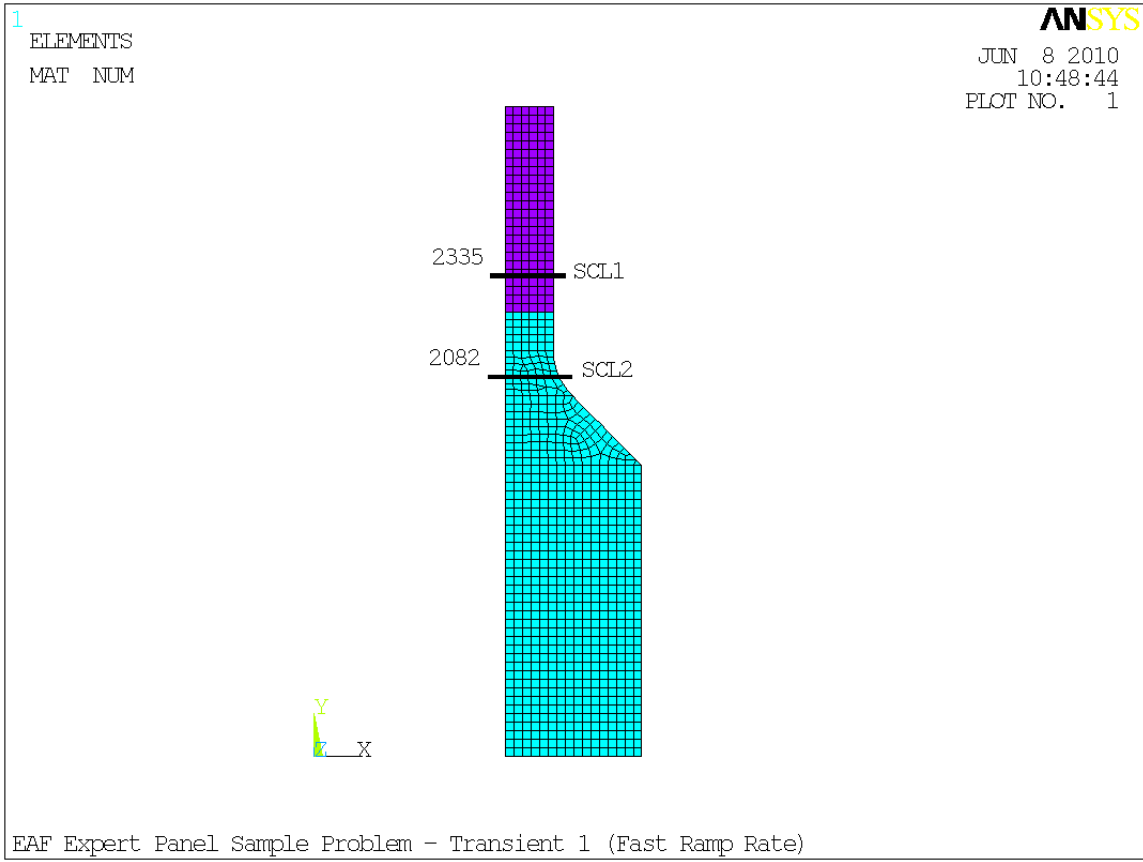 1
ELEMENTS
MAT NUM
ANSYS
JUN 8 2010
10:48:44
PLOT NO. 1
2335
SCL1
2082
SCL2
Y
Z
X
EAF Expert Panel Sample Problem - Transient 1 (Fast Ramp Rate)